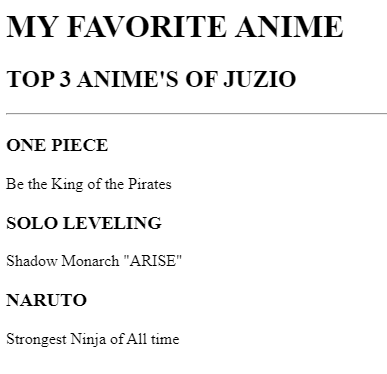 MY FAVORITE ANIME
TOP 3 ANIME'S OF JUZIO
ONE PIECE
Be the King of the Pirates
SOLO LEVELING
Shadow Monarch "ARISE"
NARUTO
Strongest Ninja of All time